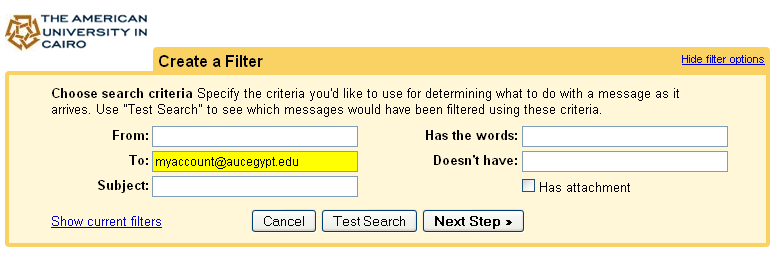 THE AMERICAN
UNIVERSITY IN
CAIRO
Create a Filter
Hide filter options
Choose search criteria Specify the criteria you'd like to use for determining what to do with a message as it
arrives. Use "Test Search" to see which messages would have been filtered using these criteria.
From:
Has the words:
To: myaccount@aucegypt.edu
Doesn't have:
Subject:
Has attachment
Show current filters
Cancel
Test Search
Next Step »